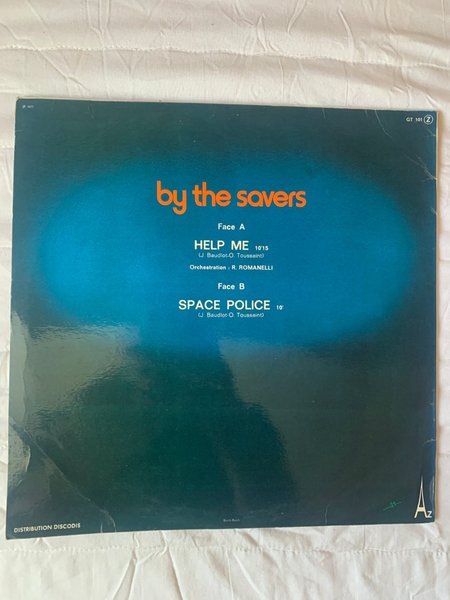 GT 101 Z
by the savers
Face A
HELP ME 10'15
(J. Baudlot-O. Toussaint)
Orchestration : R. ROMANELLI
Face B
SPACE POLICE 10'
(J. Baudlot-O. Toussaint)
AZ
DISTRIBUTION DISCODIS